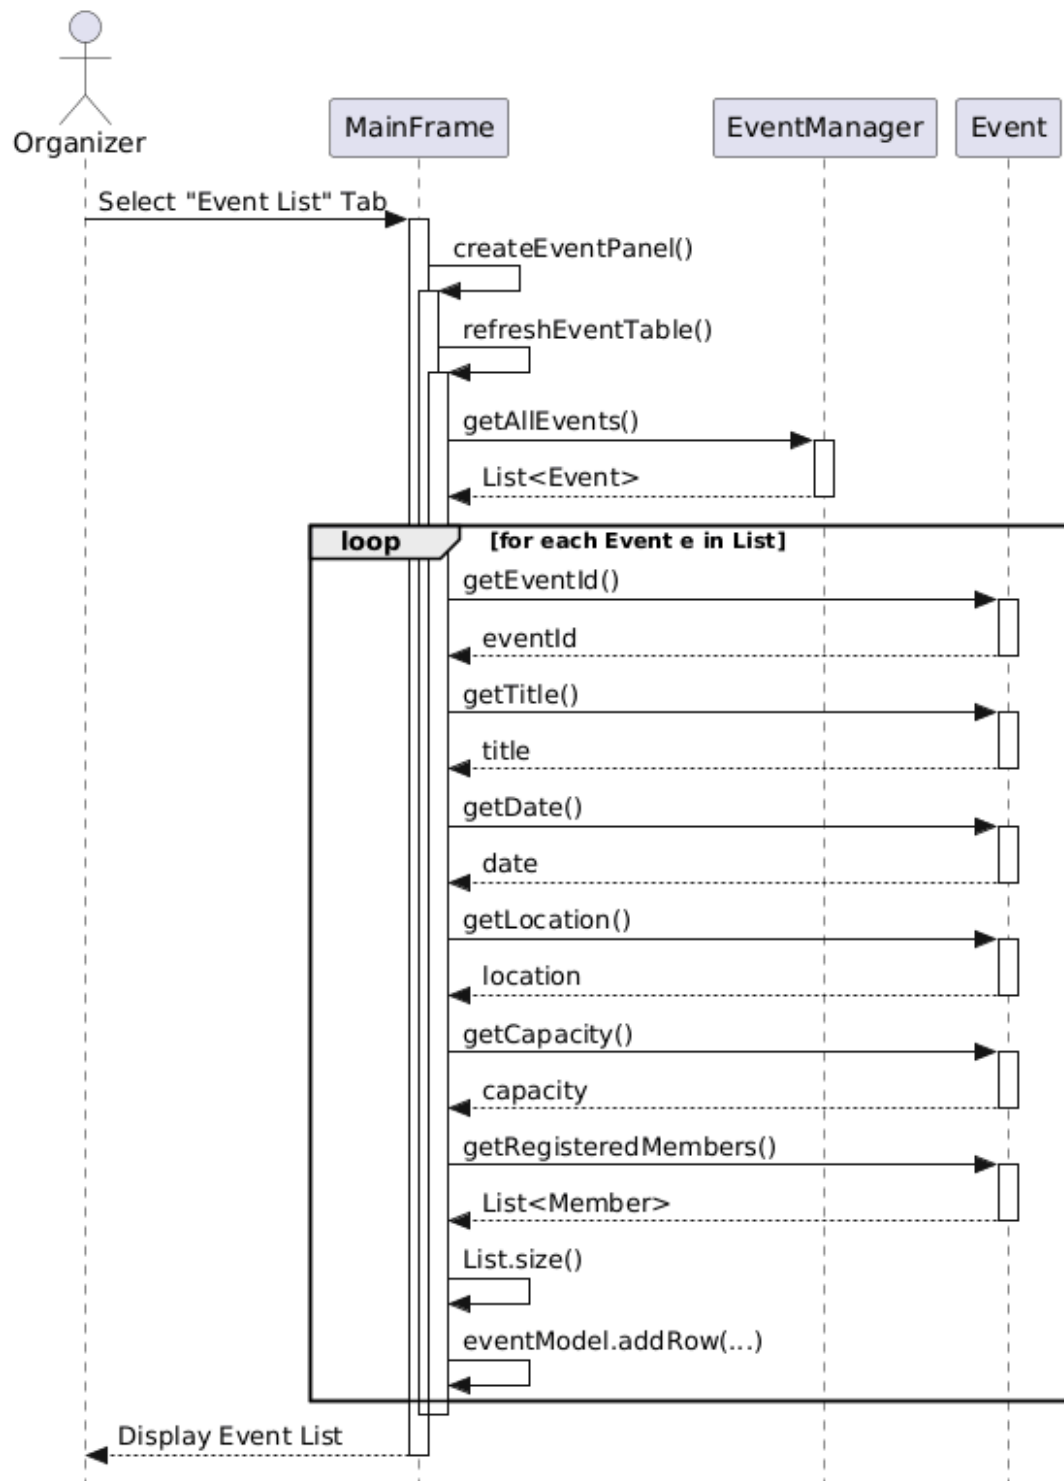 Organizer
MainFrame
EventManager
Event
Select "Event List" Tab
createEventPanel()
refreshEventTable()
getAllEvents()
List<Event>
loop [for each Event e in List]
getEventId()
eventId
getTitle()
title
getDate()
date
getLocation()
location
getCapacity()
capacity
getRegisteredMembers()
List<Member>
List.size()
eventModel.addRow(...)
Display Event List